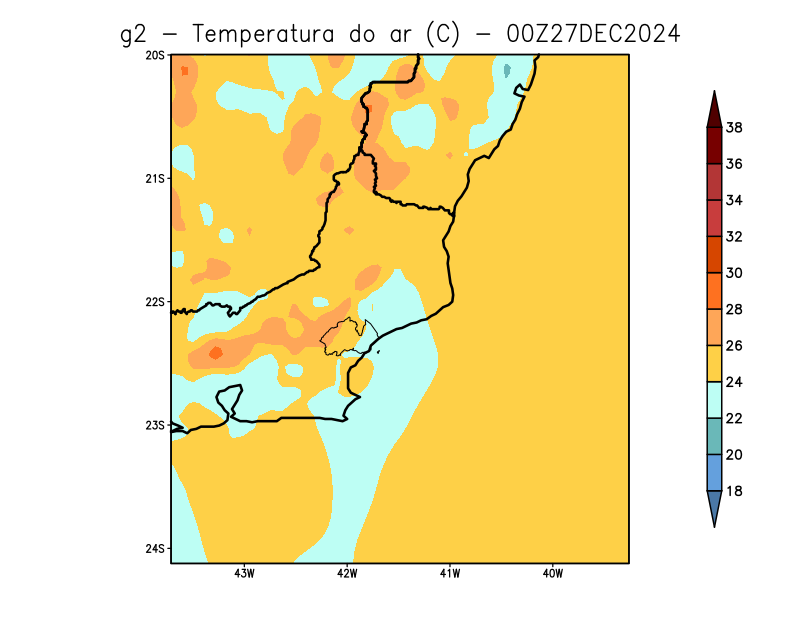 g2 – Temperatura do ar (C) – 00Z27DEC2024
20S
21S
22S
23S
24S
43W
42W
41W
40W
38
36
34
32
30
28
26
24
22
20
18